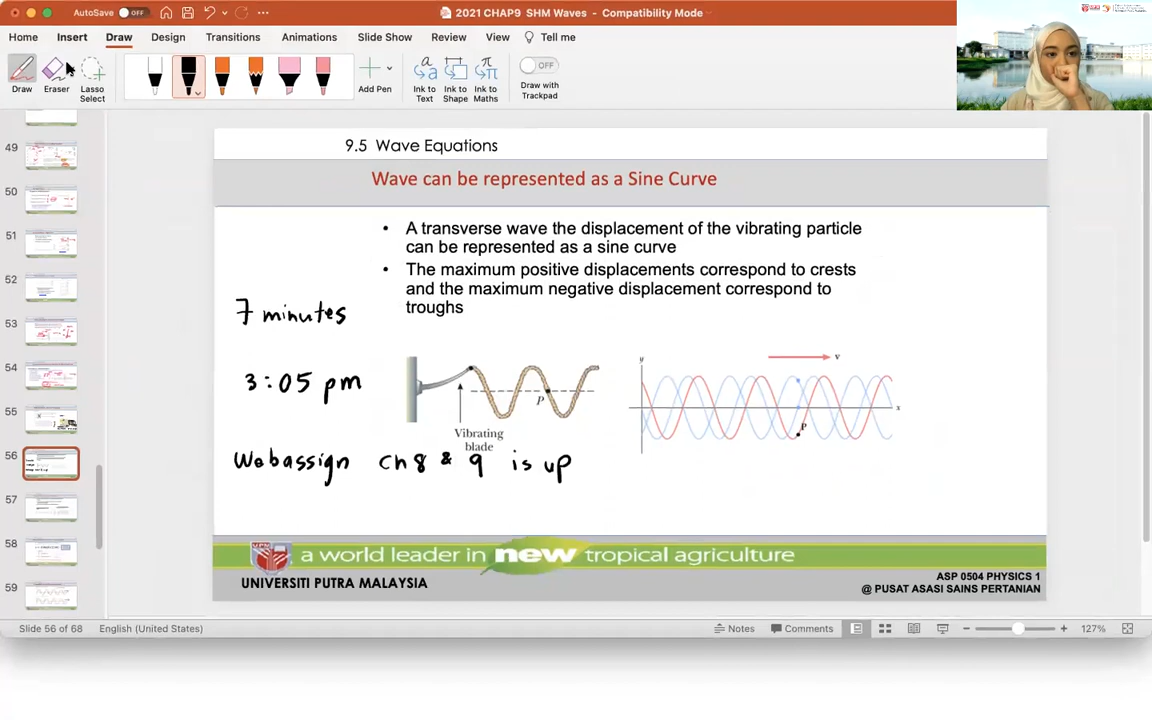 AutoSave OFF
2021 CHAP9 SHM Waves - Compatibility Mode
Home Insert Draw Design Transitions Animations Slide Show Review View Tell me
OFF
Draw Eraser Lasso Select Add Pen Ink to Text Ink to Shape Ink to Maths Draw with Trackpad
49
50
51
52
53
54
55
56
57
58
59
9.5 Wave Equations
Wave can be represented as a Sine Curve
• A transverse wave the displacement of the vibrating particle
can be represented as a sine curve
• The maximum positive displacements correspond to crests
and the maximum negative displacement correspond to
troughs
7 minutes
3:05 pm
P
Vibrating
blade
y
v
x
P
Webassign ch 8 & 9 is up
a world leader in new tropical agriculture
UNIVERSITI PUTRA MALAYSIA
ASP 0504 PHYSICS 1
@ PUSAT ASASI SAINS PERTANIAN
Slide 56 of 68 English (United States) Notes Comments 127%